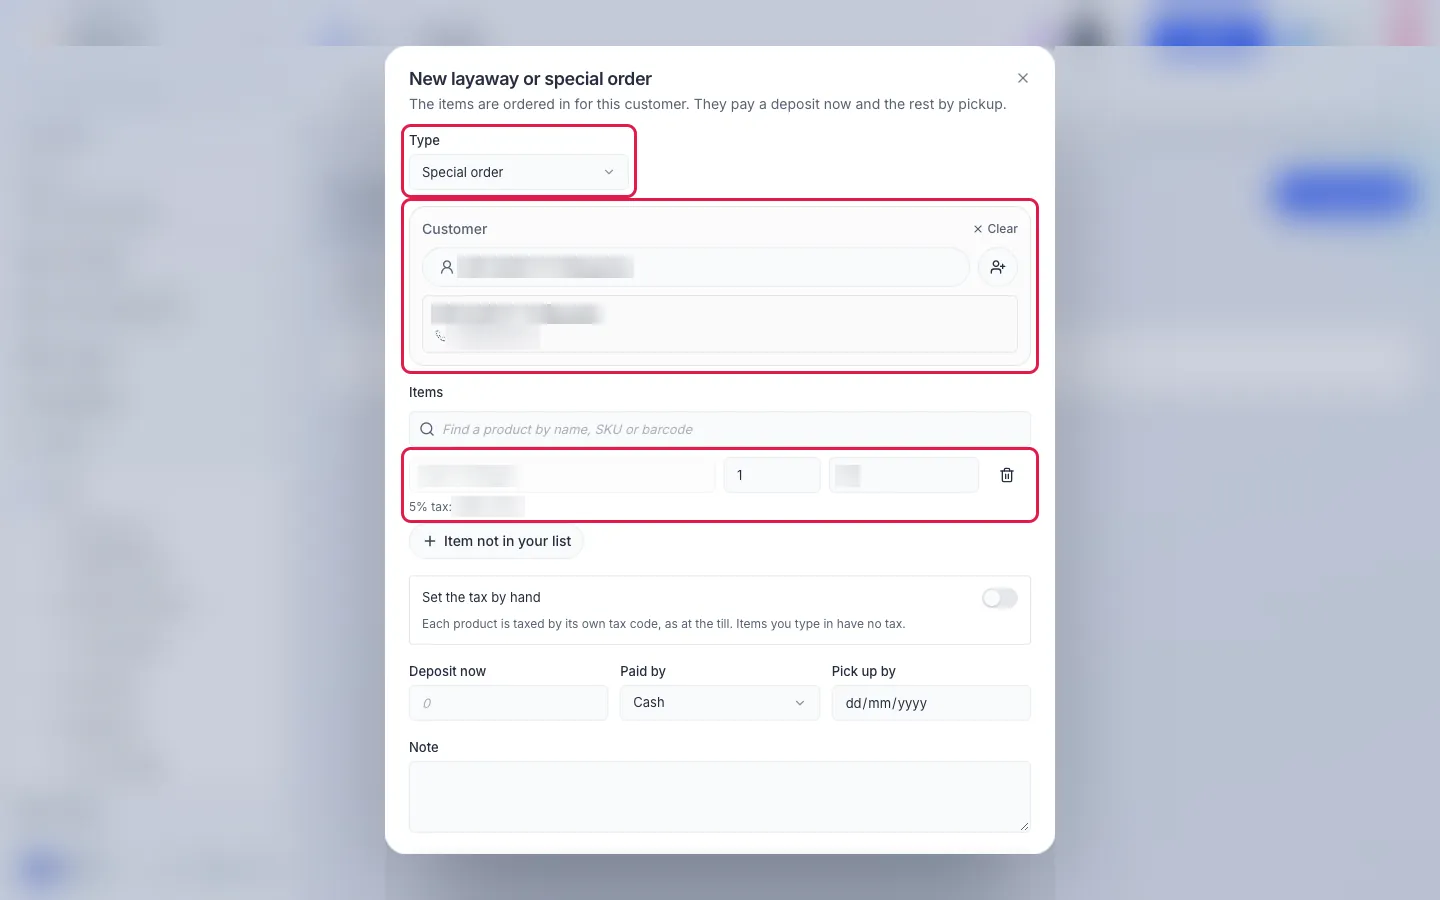 New layaway or special order
The items are ordered in for this customer. They pay a deposit now and the rest by pickup.
Type
Special order
Customer
Clear
Items
Find a product by name, SKU or barcode
1
5% tax:
Item not in your list
Set the tax by hand
Each product is taxed by its own tax code, as at the till. Items you type in have no tax.
Deposit now
Paid by
Pick up by
0
Cash
dd/mm/yyyy
Note